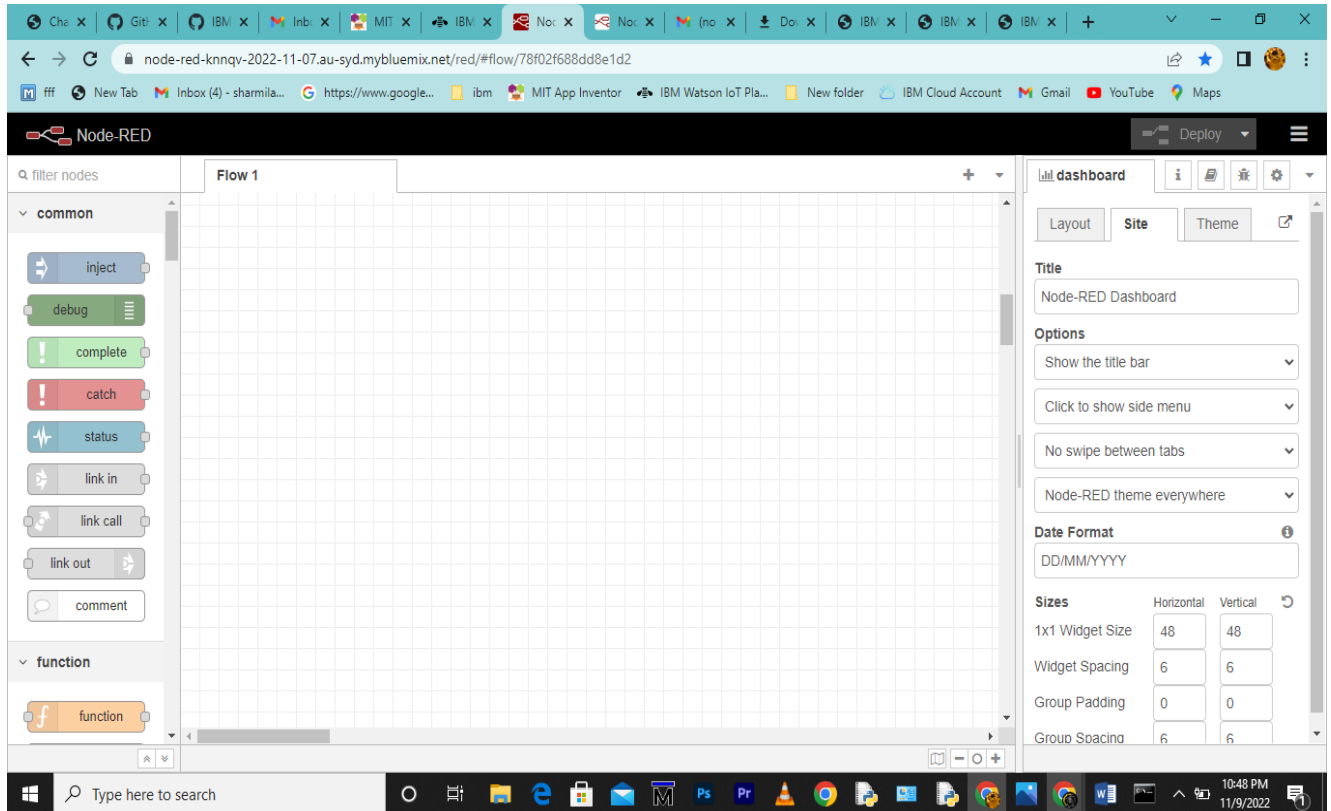 Cha
Gith
IBM
Inbo
MIT
IBM
Nod
Nod
(no
Dov
IBM
IBM
IBM
node-red-knnqv-2022-11-07.au-syd.mybluemix.net/red/#flow/78f02f688dd8e1d2
M fff New Tab Inbox (4) - sharmila... https://www.google... ibm MIT App Inventor IBM Watson IoT Pla... New folder IBM Cloud Account Gmail YouTube Maps
Node-RED Deploy
filter nodes
Flow 1
dashboard i
common
inject
debug
complete
catch
status
link in
link call
link out
comment
function
f function
Layout Site Theme
Title
Node-RED Dashboard
Options
Show the title bar
Click to show side menu
No swipe between tabs
Node-RED theme everywhere
Date Format
DD/MM/YYYY
Sizes Horizontal Vertical
1x1 Widget Size 48 48
Widget Spacing 6 6
Group Padding 0 0
Group Spacing 6 6
Type here to search
Ps Pr W
10:48 PM
11/9/2022